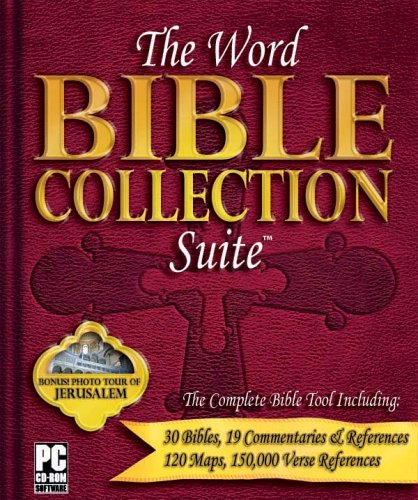 The Word
BIBLE
COLLECTION
Suite™
BONUS! PHOTO TOUR OF
JERUSALEM
The Complete Bible Tool Including:
30 Bibles, 19 Commentaries & References
120 Maps, 150,000 Verse References
PC
CD-ROM
SOFTWARE